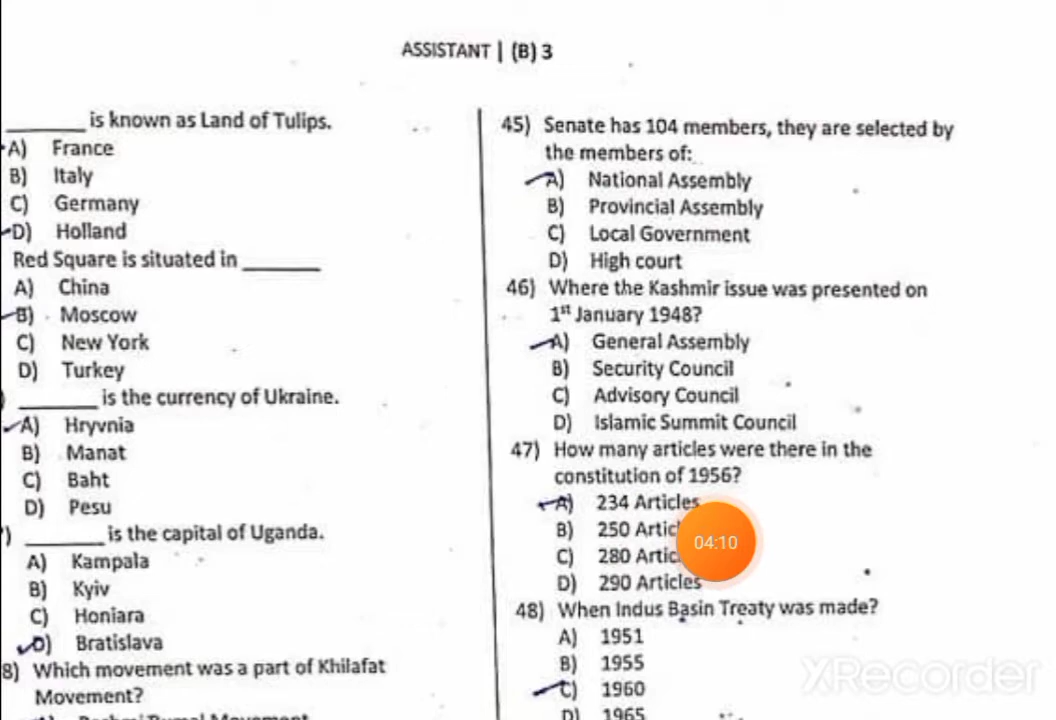 ASSISTANT | (B) 3
_______ is known as Land of Tulips.
A) France
B) Italy
C) Germany
D) Holland
Red Square is situated in _______
A) China
B) Moscow
C) New York
D) Turkey
) _______ is the currency of Ukraine.
A) Hryvnia
B) Manat
C) Baht
D) Pesu
) _______ is the capital of Uganda.
A) Kampala
B) Kyiv
C) Honiara
D) Bratislava
8) Which movement was a part of Khilafat
Movement?
45) Senate has 104 members, they are selected by
the members of:
A) National Assembly
B) Provincial Assembly
C) Local Government
D) High court
46) Where the Kashmir issue was presented on
1st January 1948?
A) General Assembly
B) Security Council
C) Advisory Council
D) Islamic Summit Council
47) How many articles were there in the
constitution of 1956?
A) 234 Articles
B) 250 Artic
C) 280 Artic
D) 290 Articles
04:10
48) When Indus Basin Treaty was made?
A) 1951
B) 1955
C) 1960
D) 1965
XRecorder